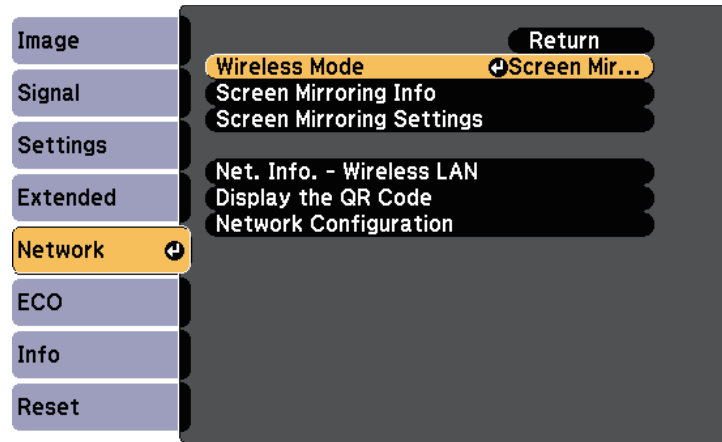 Image
Signal
Settings
Extended
Network
ECO
Info
Reset
Return
Wireless Mode Screen Mir...
Screen Mirroring Info
Screen Mirroring Settings
Net. Info. - Wireless LAN
Display the QR Code
Network Configuration